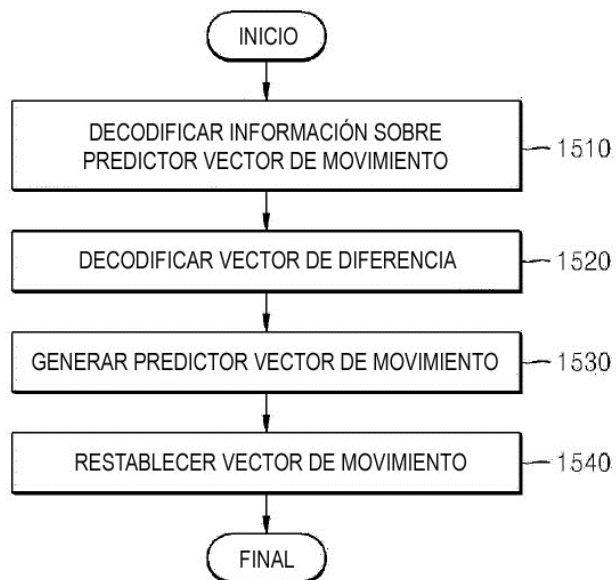 INICIO
DECODIFICAR INFORMACIÓN SOBRE
PREDICTOR VECTOR DE MOVIMIENTO
1510
DECODIFICAR VECTOR DE DIFERENCIA
1520
GENERAR PREDICTOR VECTOR DE MOVIMIENTO
1530
RESTABLECER VECTOR DE MOVIMIENTO
1540
FINAL